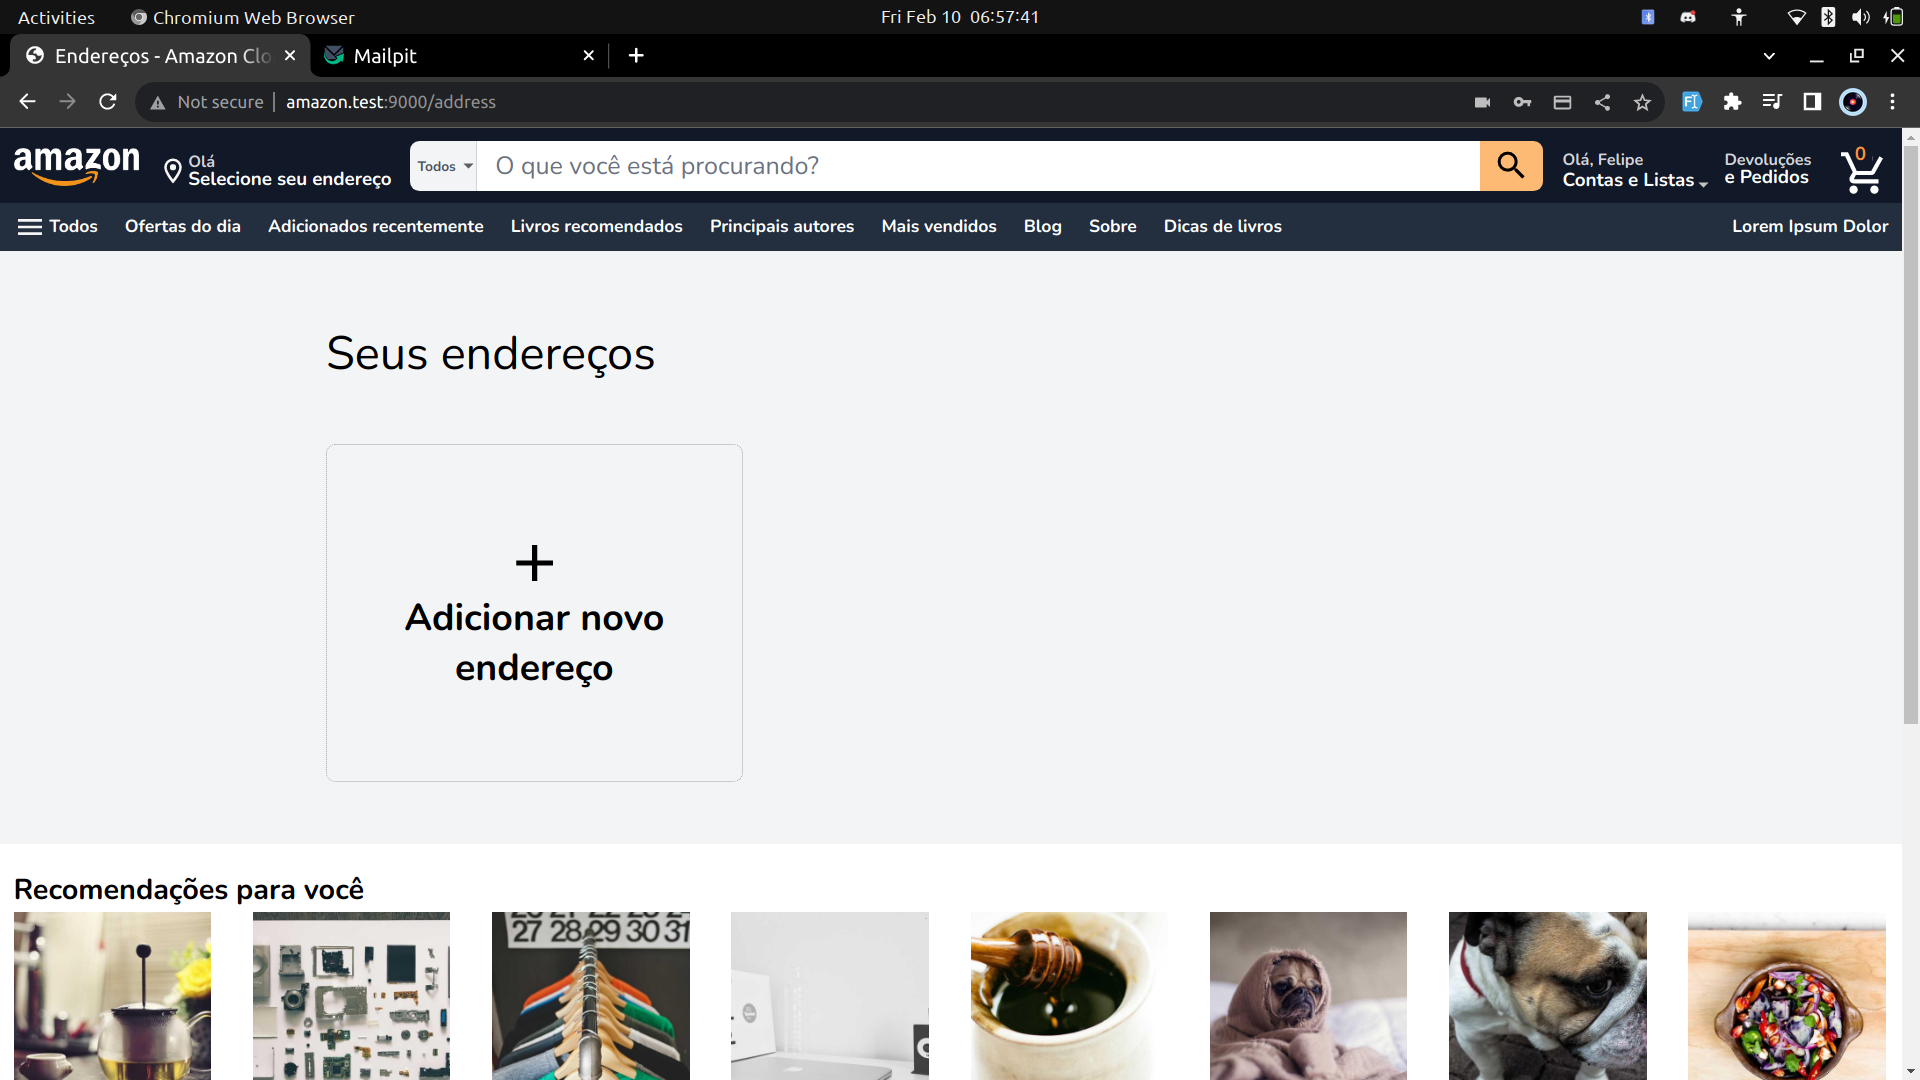 Activities
Chromium Web Browser
Fri Feb 10 06:57:41
Endereços - Amazon Clo
Mailpit
Not secure
amazon.test:9000/address
amazon
Olá
Selecione seu endereço
Todos
O que você está procurando?
Olá, Felipe
Contas e Listas
Devoluções
e Pedidos
0
Todos
Ofertas do dia
Adicionados recentemente
Livros recomendados
Principais autores
Mais vendidos
Blog
Sobre
Dicas de livros
Lorem Ipsum Dolor
Seus endereços
Adicionar novo
endereço
Recomendações para você
27 28 29 30 31